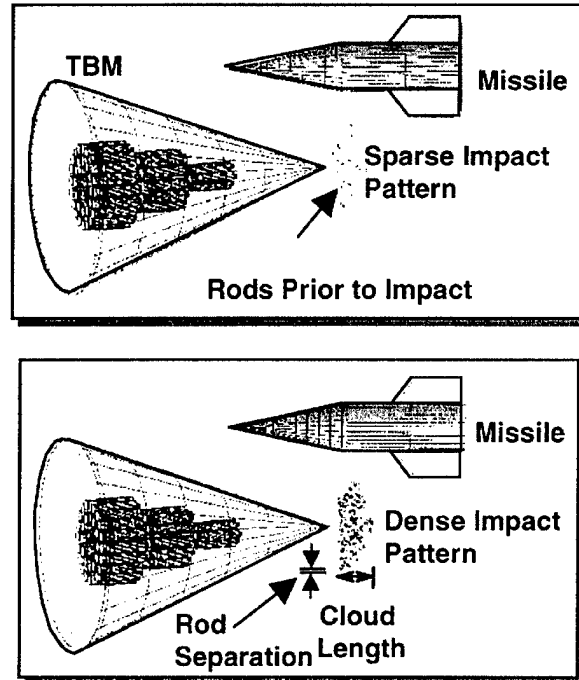 TBM
Missile
Sparse Impact
Pattern
Rods Prior to Impact
Missile
Dense Impact
Pattern
Rod
Separation
Cloud
Length